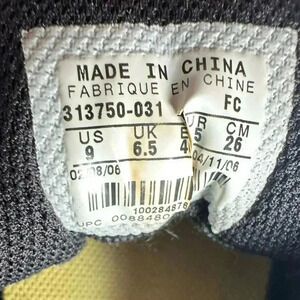 MADE IN CHINA
FABRIQUE EN CHINE
313750-031 FC
US UK CM
9 6.5 26
04/11/06
UPC